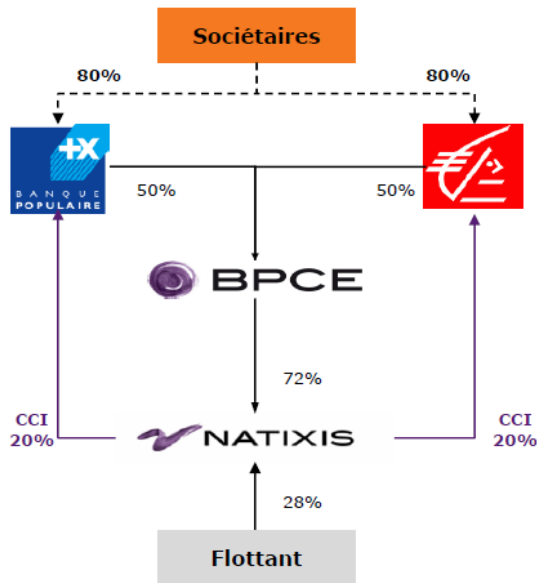 Sociétaires
80%
80%
+X
BANQUE
POPULAIRE
50%
50%
BPCE
72%
CCI
20%
NATIXIS
CCI
20%
28%
Flottant